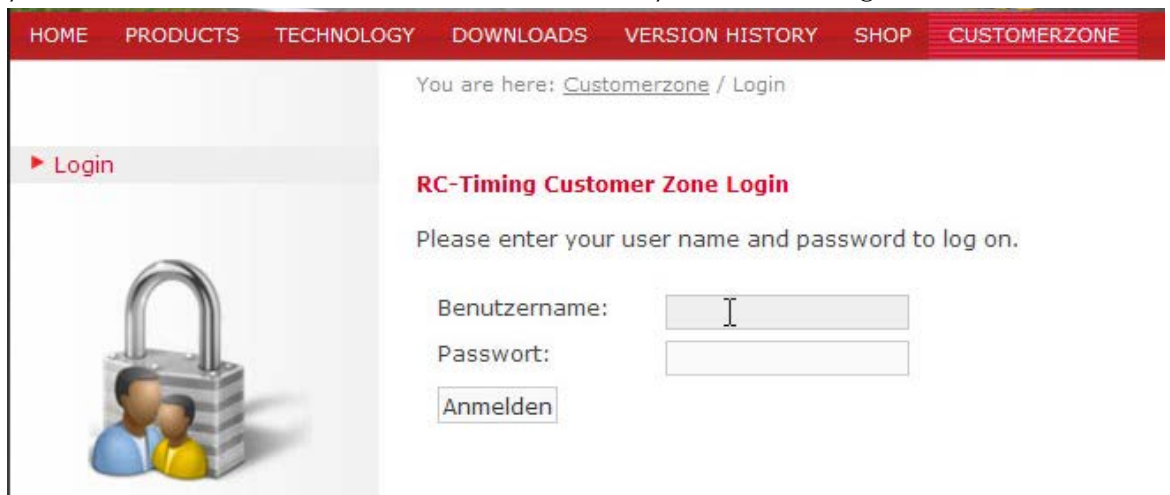 HOME PRODUCTS TECHNOLOGY DOWNLOADS VERSION HISTORY SHOP CUSTOMERZONE
You are here: Customerzone / Login
Login
RC-Timing Customer Zone Login
Please enter your user name and password to log on.
Benutzername:
Passwort:
Anmelden